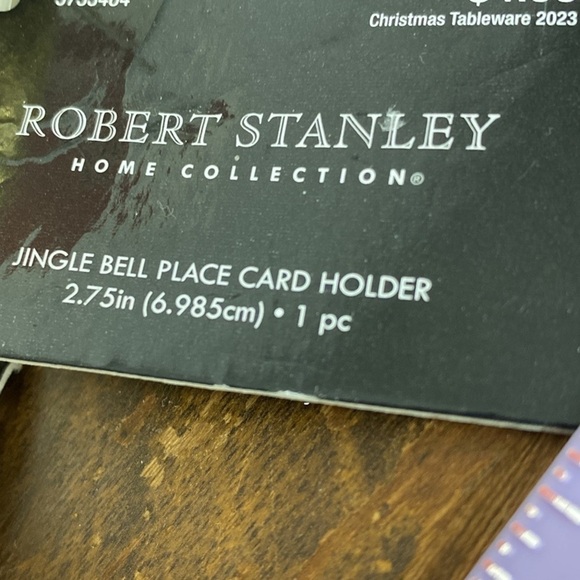 Christmas Tableware 2023
ROBERT STANLEY
HOME COLLECTION®
JINGLE BELL PLACE CARD HOLDER
2.75in (6.985cm) • 1 pc